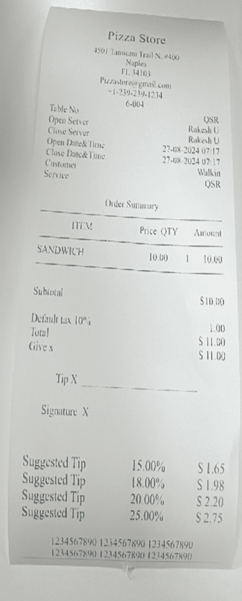 Pizza Store
4501 Tamiami Trail N, #400
Naples
FL 34103
Pizzastore@gmail.com
+1-239-239-1234
6-004
Table No QSR
Open Server Rakesh U
Close Server Rakesh U
Open Date& Time 27-08-2024 07:17
Close Date& Time 27-08-2024 07:17
Customer Walkin
Service QSR
Order Summary
ITEM Price QTY Amount
SANDWICH 10.00 1 10.00
Subtotal $10.00
Default tax 10% 1.00
Total $ 11.00
Give x $ 11.00
Tip X
Signature X
Suggested Tip 15.00% $ 1.65
Suggested Tip 18.00% $ 1.98
Suggested Tip 20.00% $ 2.20
Suggested Tip 25.00% $ 2.75
1234567890 1234567890 1234567890
1234567890 1234567890 1234567890